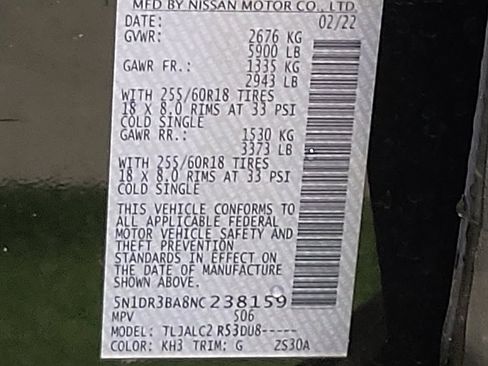 MFD BY NISSAN MOTOR CO., LTD.
DATE: 02/22
GVWR: 2676 KG
5900 LB
GAWR FR.: 1335 KG
2943 LB
WITH 255/60R18 TIRES
18 X 8.0 RIMS AT 33 PSI
COLD SINGLE
GAWR RR.: 1530 KG
3373 LB
WITH 255/60R18 TIRES
18 X 8.0 RIMS AT 33 PSI
COLD SINGLE
THIS VEHICLE CONFORMS TO
ALL APPLICABLE FEDERAL
MOTOR VEHICLE SAFETY AND
THEFT PREVENTION
STANDARDS IN EFFECT ON
THE DATE OF MANUFACTURE
SHOWN ABOVE.
5N1DR3BA8NC238159
MPV S06
MODEL: TLJALC2 R53DU8-----
COLOR: KH3 TRIM: G 2S30A